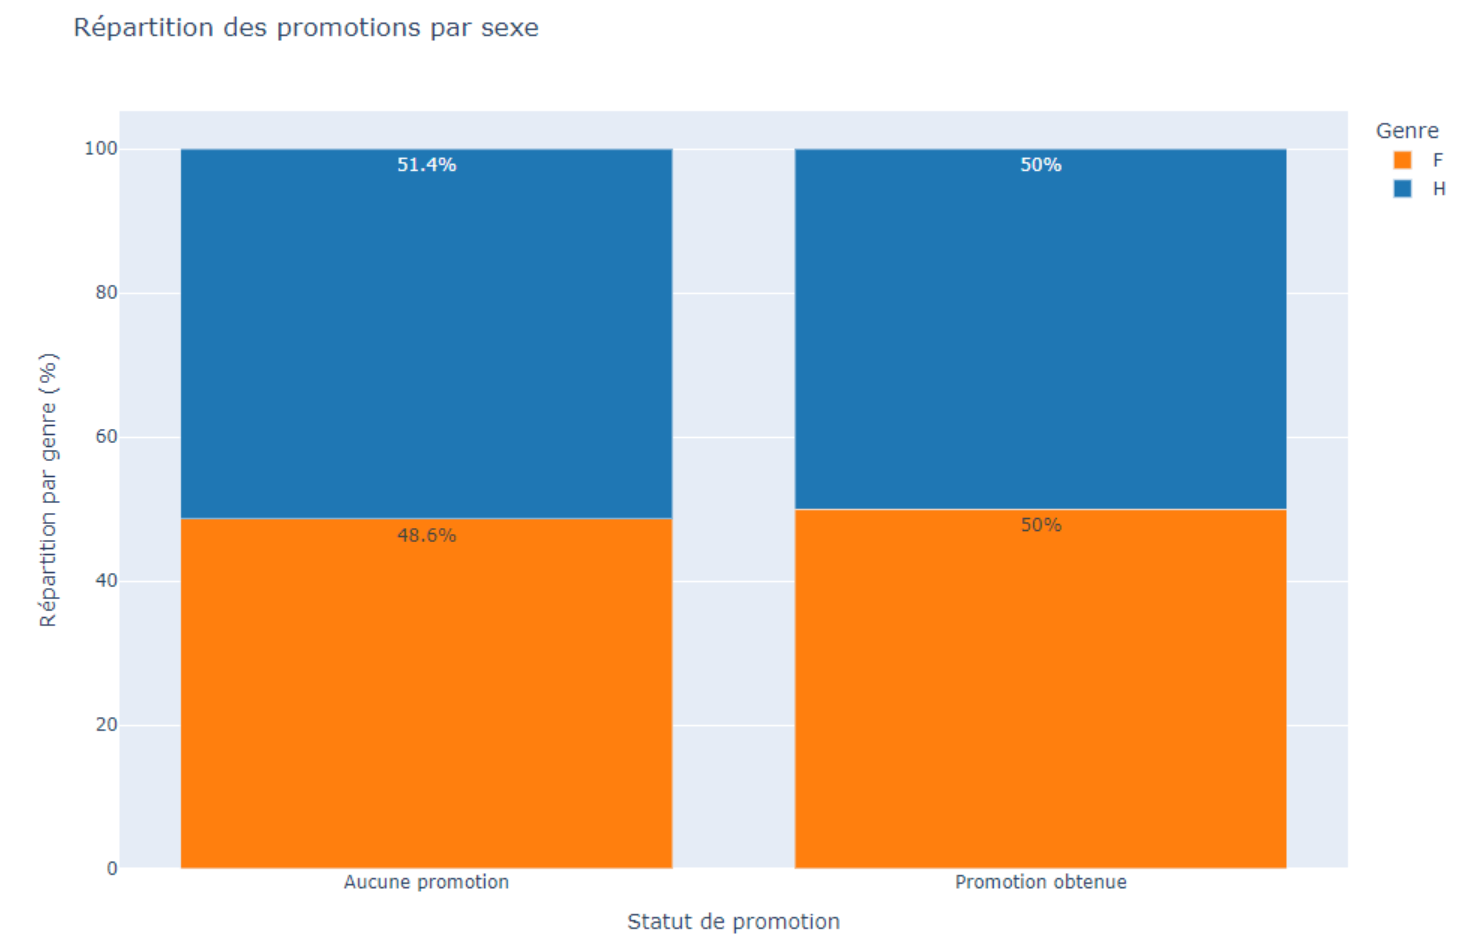 Répartition des promotions par sexe
Genre
F
H
Répartition par genre (%)
100
80
60
40
20
0
51.4%
50%
48.6%
50%
Aucune promotion
Promotion obtenue
Statut de promotion